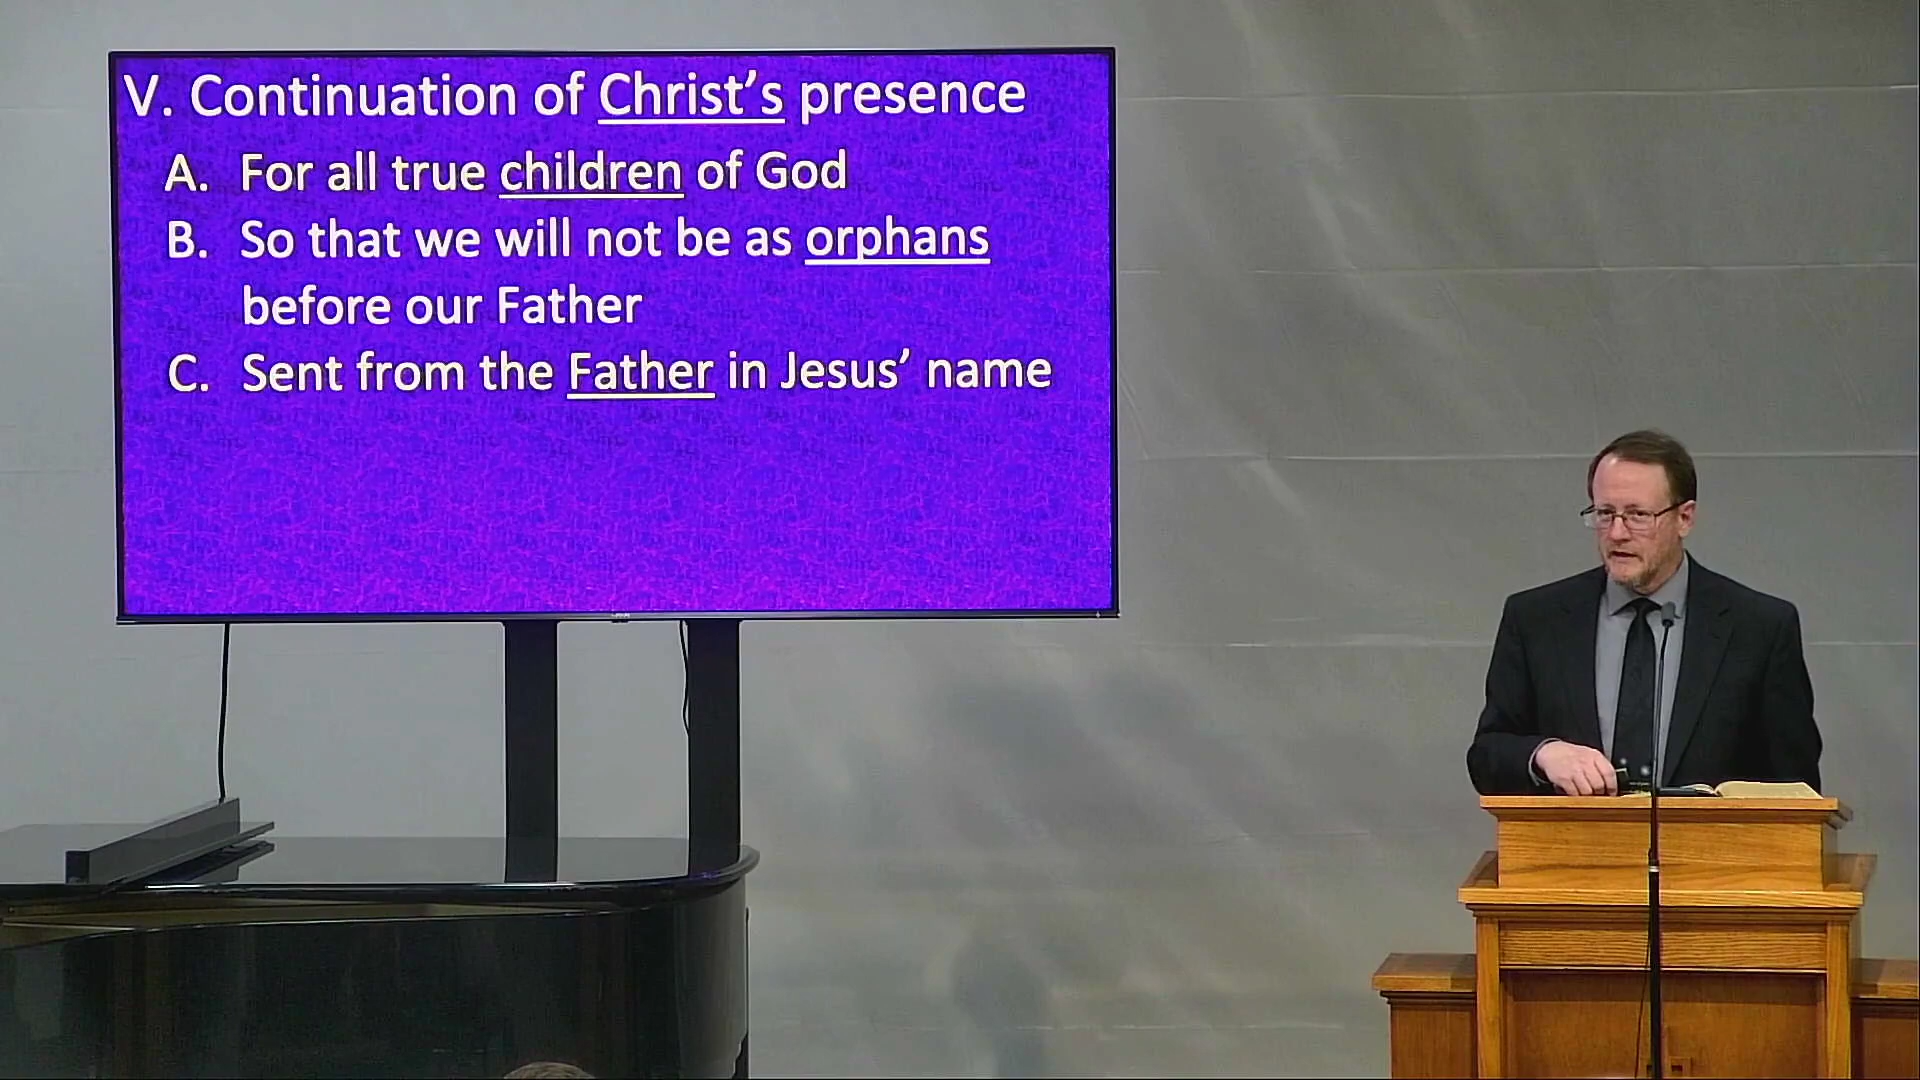 V. Continuation of Christ's presence
A. For all true children of God
B. So that we will not be as orphans
before our Father
C. Sent from the Father in Jesus' name